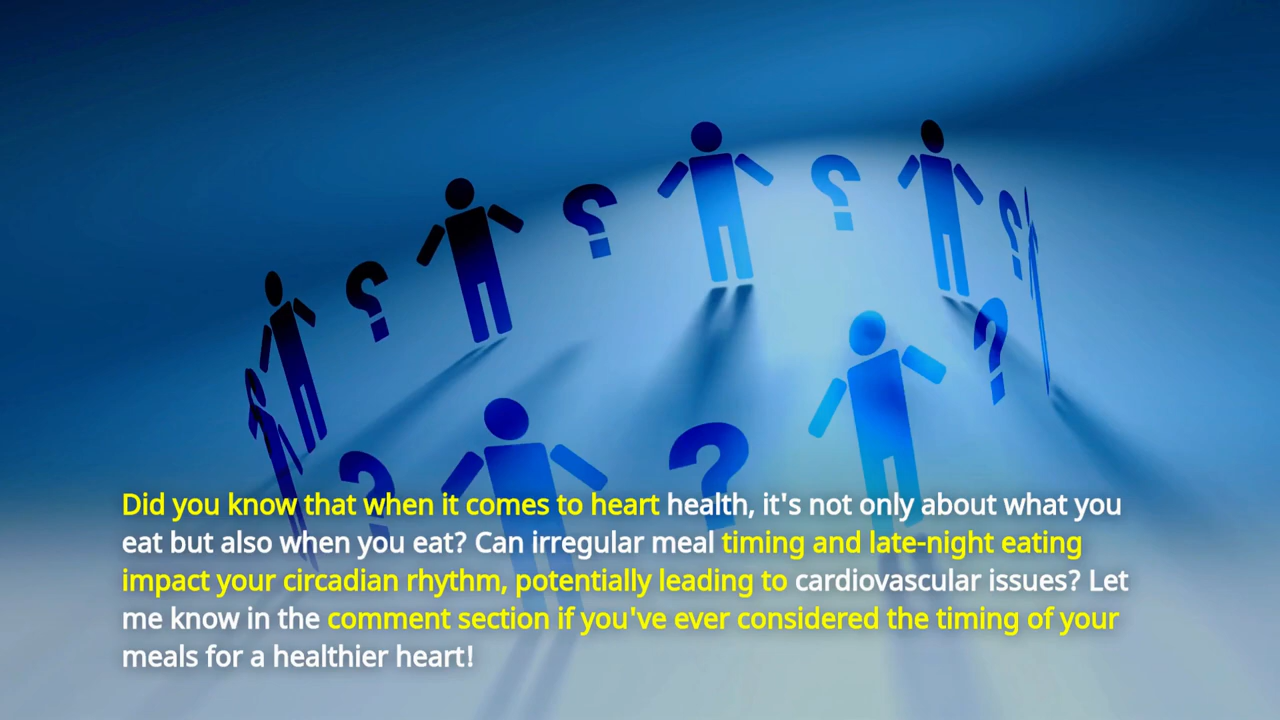 Did you know that when it comes to heart health, it's not only about what you
eat but also when you eat? Can irregular meal timing and late-night eating
impact your circadian rhythm, potentially leading to cardiovascular issues? Let
me know in the comment section if you've ever considered the timing of your
meals for a healthier heart!